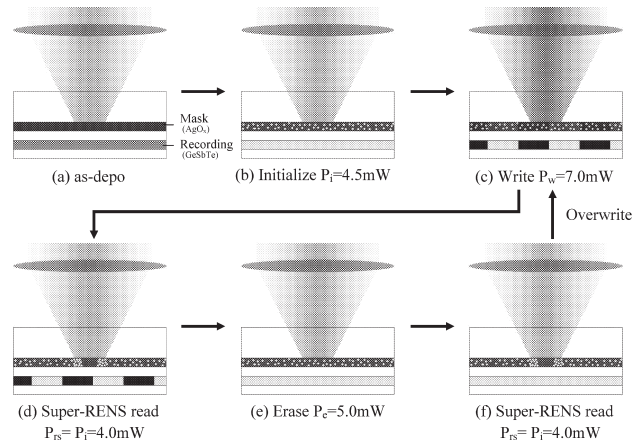 Mask
(AgOₓ)
Recording
(GeSbTe)
(a) as-depo
(b) Initialize Pᵢ=4.5mW
(c) Write P_w=7.0mW
Overwrite
(d) Super-RENS read
Pᵣₛ= Pᵢ=4.0mW
(e) Erase Pₑ=5.0mW
(f) Super-RENS read
Pᵣₛ= Pᵢ=4.0mW